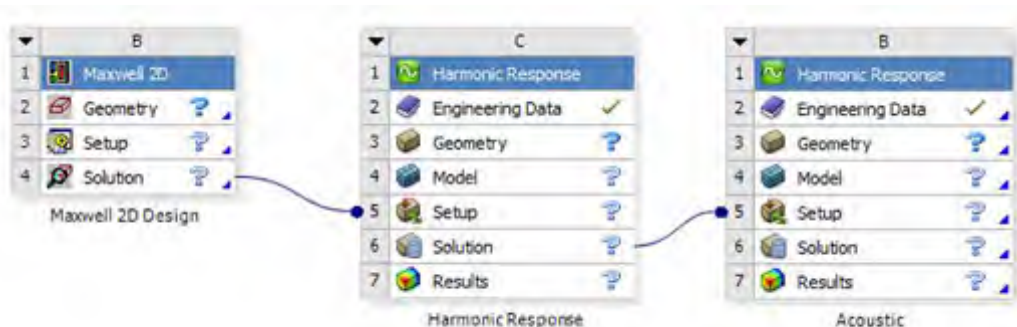 B
1 Maxwell 2D
2 Geometry ?
3 Setup ?
4 Solution ?
Maxwell 2D Design
C
1 Harmonic Response
2 Engineering Data ✓
3 Geometry ?
4 Model ?
5 Setup ?
6 Solution ?
7 Results ?
Harmonic Response
B
1 Harmonic Response
2 Engineering Data ✓
3 Geometry ?
4 Model ?
5 Setup ?
6 Solution ?
7 Results ?
Acoustic